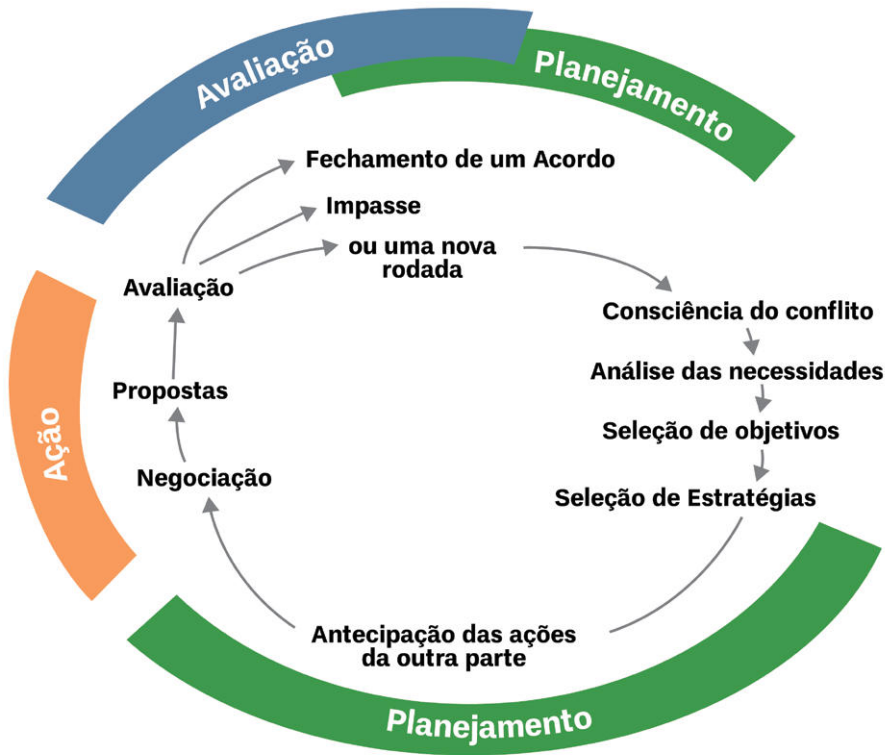 Avaliação
Planejamento
Fechamento de um Acordo
Impasse
ou uma nova
rodada
Avaliação
Consciência do conflito
Análise das necessidades
Propostas
Seleção de objetivos
Ação
Negociação
Seleção de Estratégias
Antecipação das ações
da outra parte
Planejamento